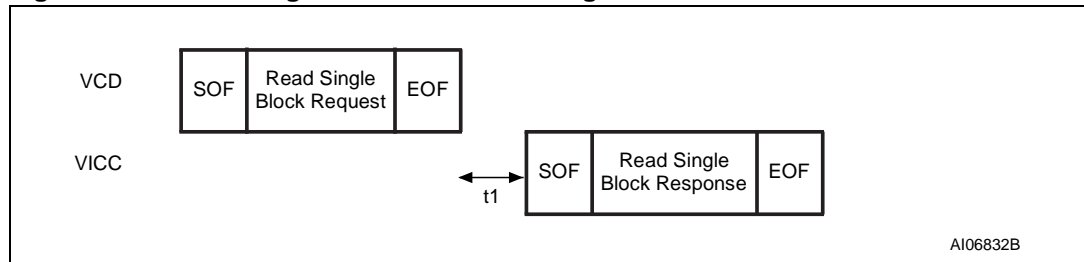 VCD
SOF
Read Single
Block Request
EOF
VICC
t1
SOF
Read Single
Block Response
EOF
AI06832B